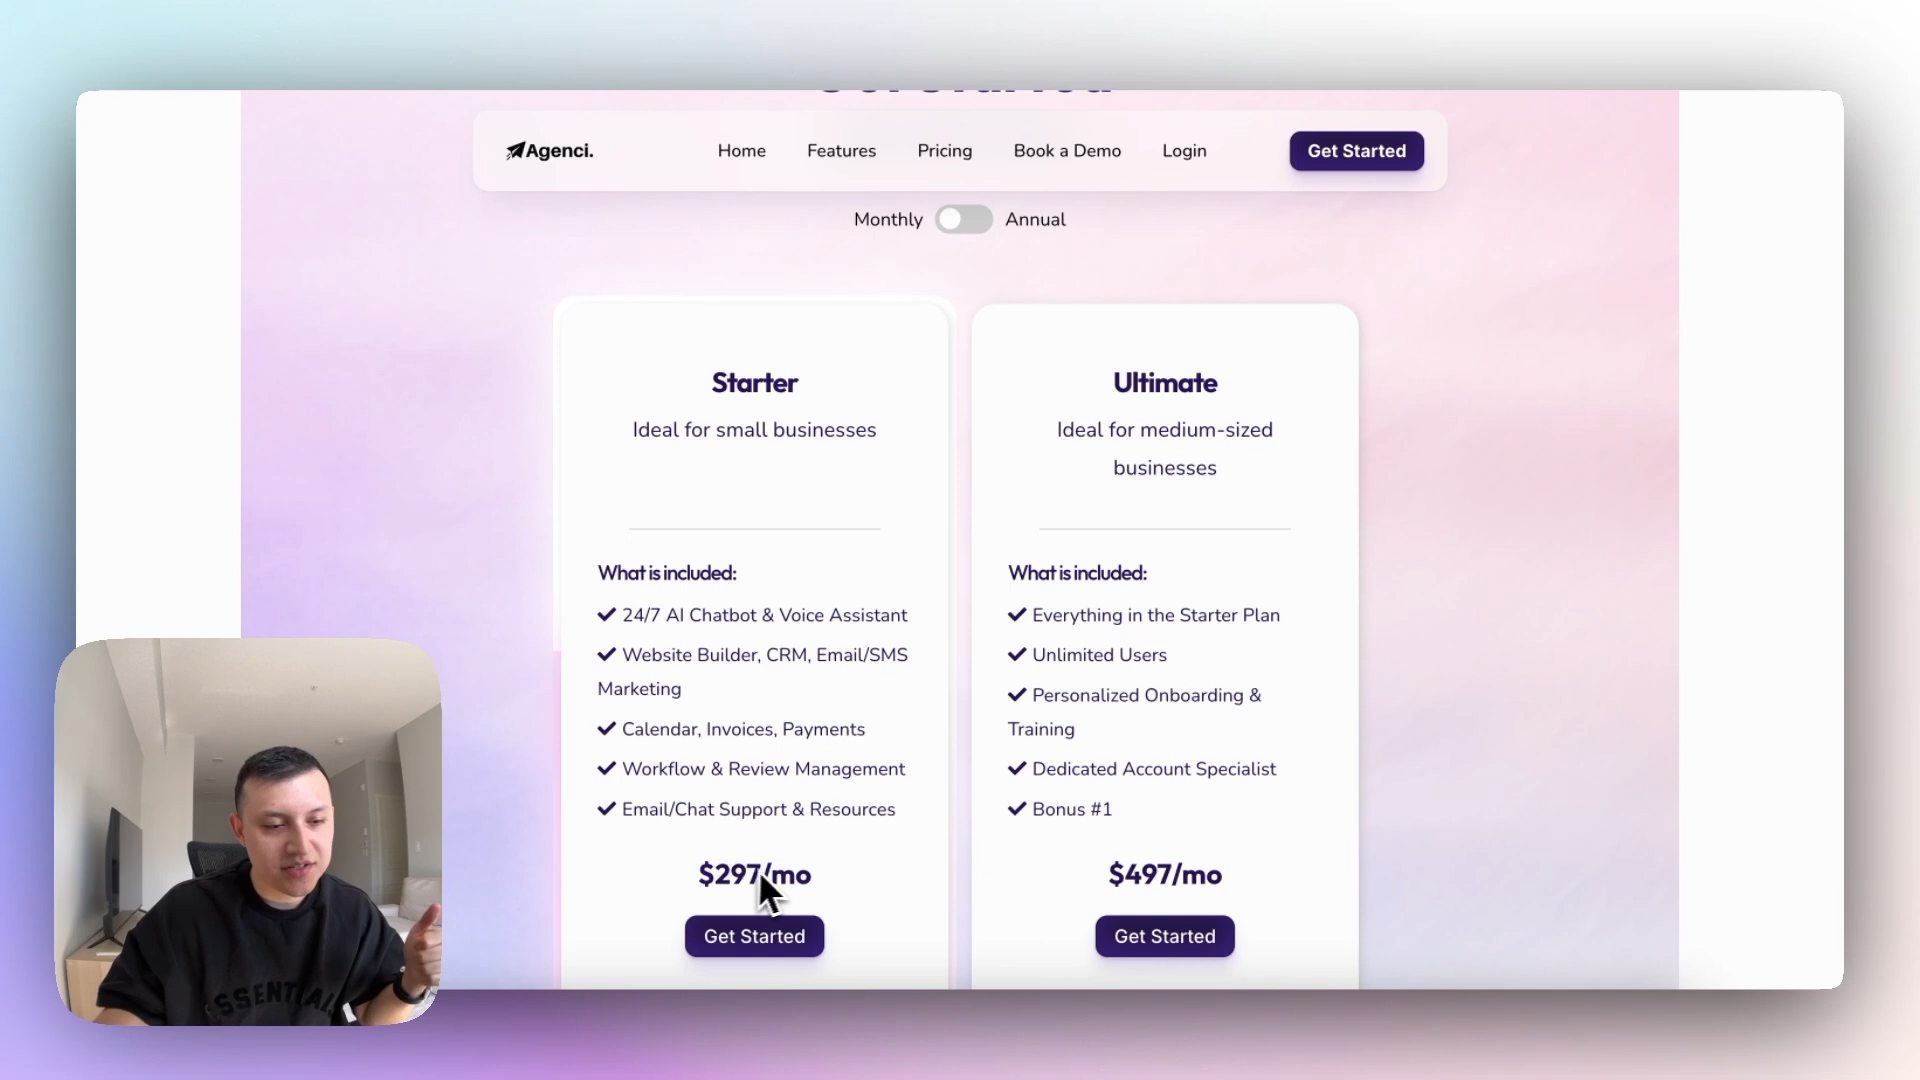 Get Started
Agenci.
Home
Features
Pricing
Book a Demo
Login
Get Started
Monthly
Annual
Starter
Ideal for small businesses
What is included:
24/7 AI Chatbot & Voice Assistant
Website Builder, CRM, Email/SMS
Marketing
Calendar, Invoices, Payments
Workflow & Review Management
Email/Chat Support & Resources
$297/mo
Get Started
Ultimate
Ideal for medium-sized
businesses
What is included:
Everything in the Starter Plan
Unlimited Users
Personalized Onboarding &
Training
Dedicated Account Specialist
Bonus #1
$497/mo
Get Started
ESSENTIALS